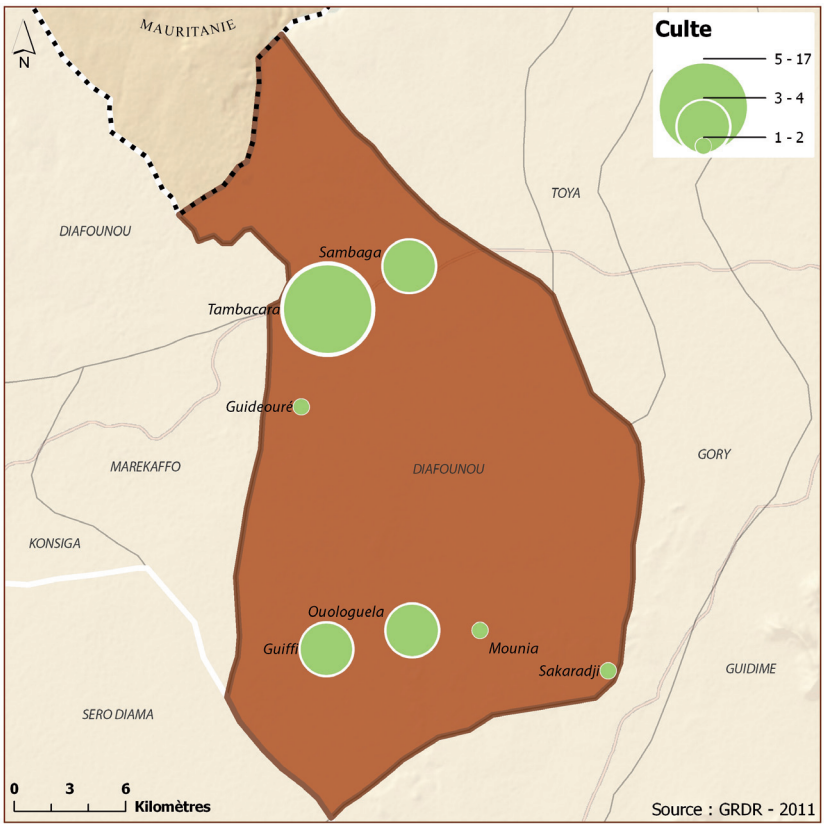 MAURITANIE
N
Culte
5 - 17
3 - 4
1 - 2
TOYA
DIAFOUNOU
Sambaga
Tambacara
Guideouré
MAREKAFFO
DIAFOUNOU
GORY
KONSIGA
Ouologuela
Guiffi
Mounia
Sakaradji
GUIDIME
SERO DIAMA
0 3 6
Kilomètres
Source : GRDR - 2011